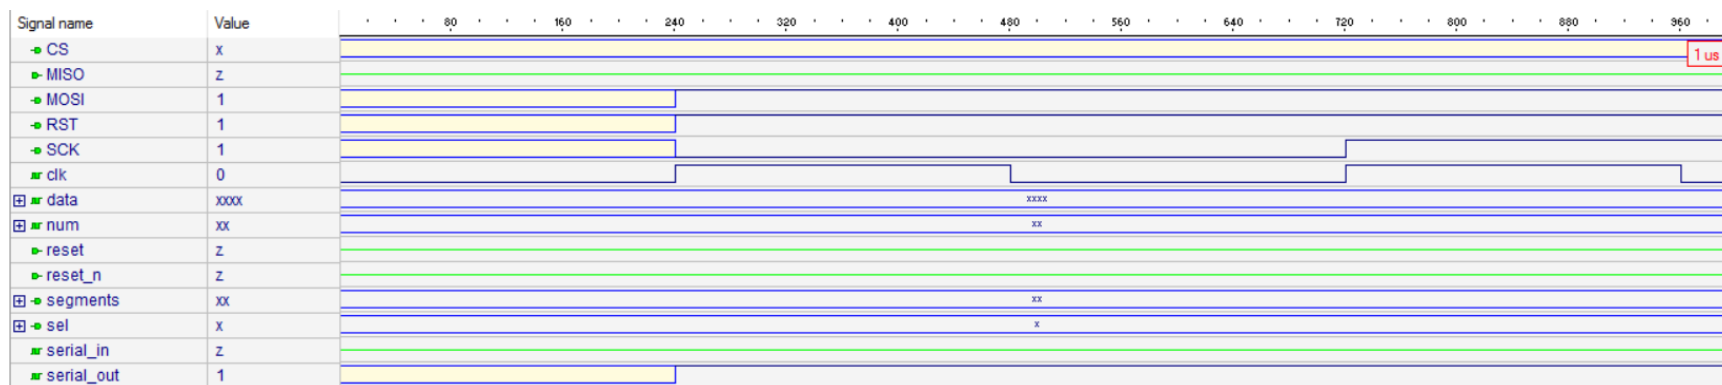 Signal name Value 80 160 240 320 400 480 560 640 720 800 880 960
CS x 1 us
MISO z
MOSI 1
RST 1
SCK 1
clk 0
data xxxx xxxx
num xx xx
reset z
reset_n z
segments xx xx
sel x x
serial_in z
serial_out 1